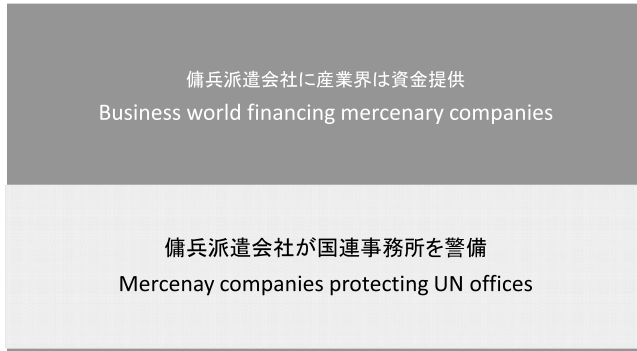 傭兵派遣会社に産業界は資金提供
Business world financing mercenary companies
傭兵派遣会社が国連事務所を警備
Mercenay companies protecting UN offices